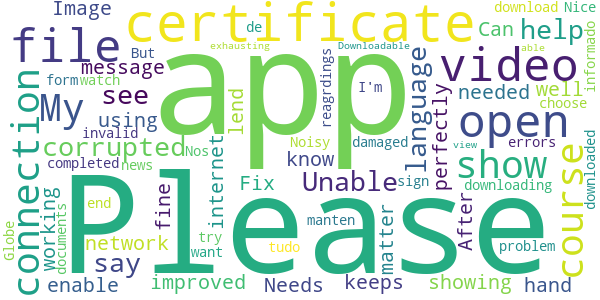 Image de Can download Nice
certificate help
file But form watch message exhausting Downloadable able informado
app video
I'm
My see using lend reagrdings language needed well choose
connection corrupted invalid Nos Noisy damaged open errors
completed news know perfectly show downloaded
Please Unable sign view
working documents end fine Fix internet matter After downloading course
Globe network try want tudo manten problem
say
enable improved Needs keeps showing hand